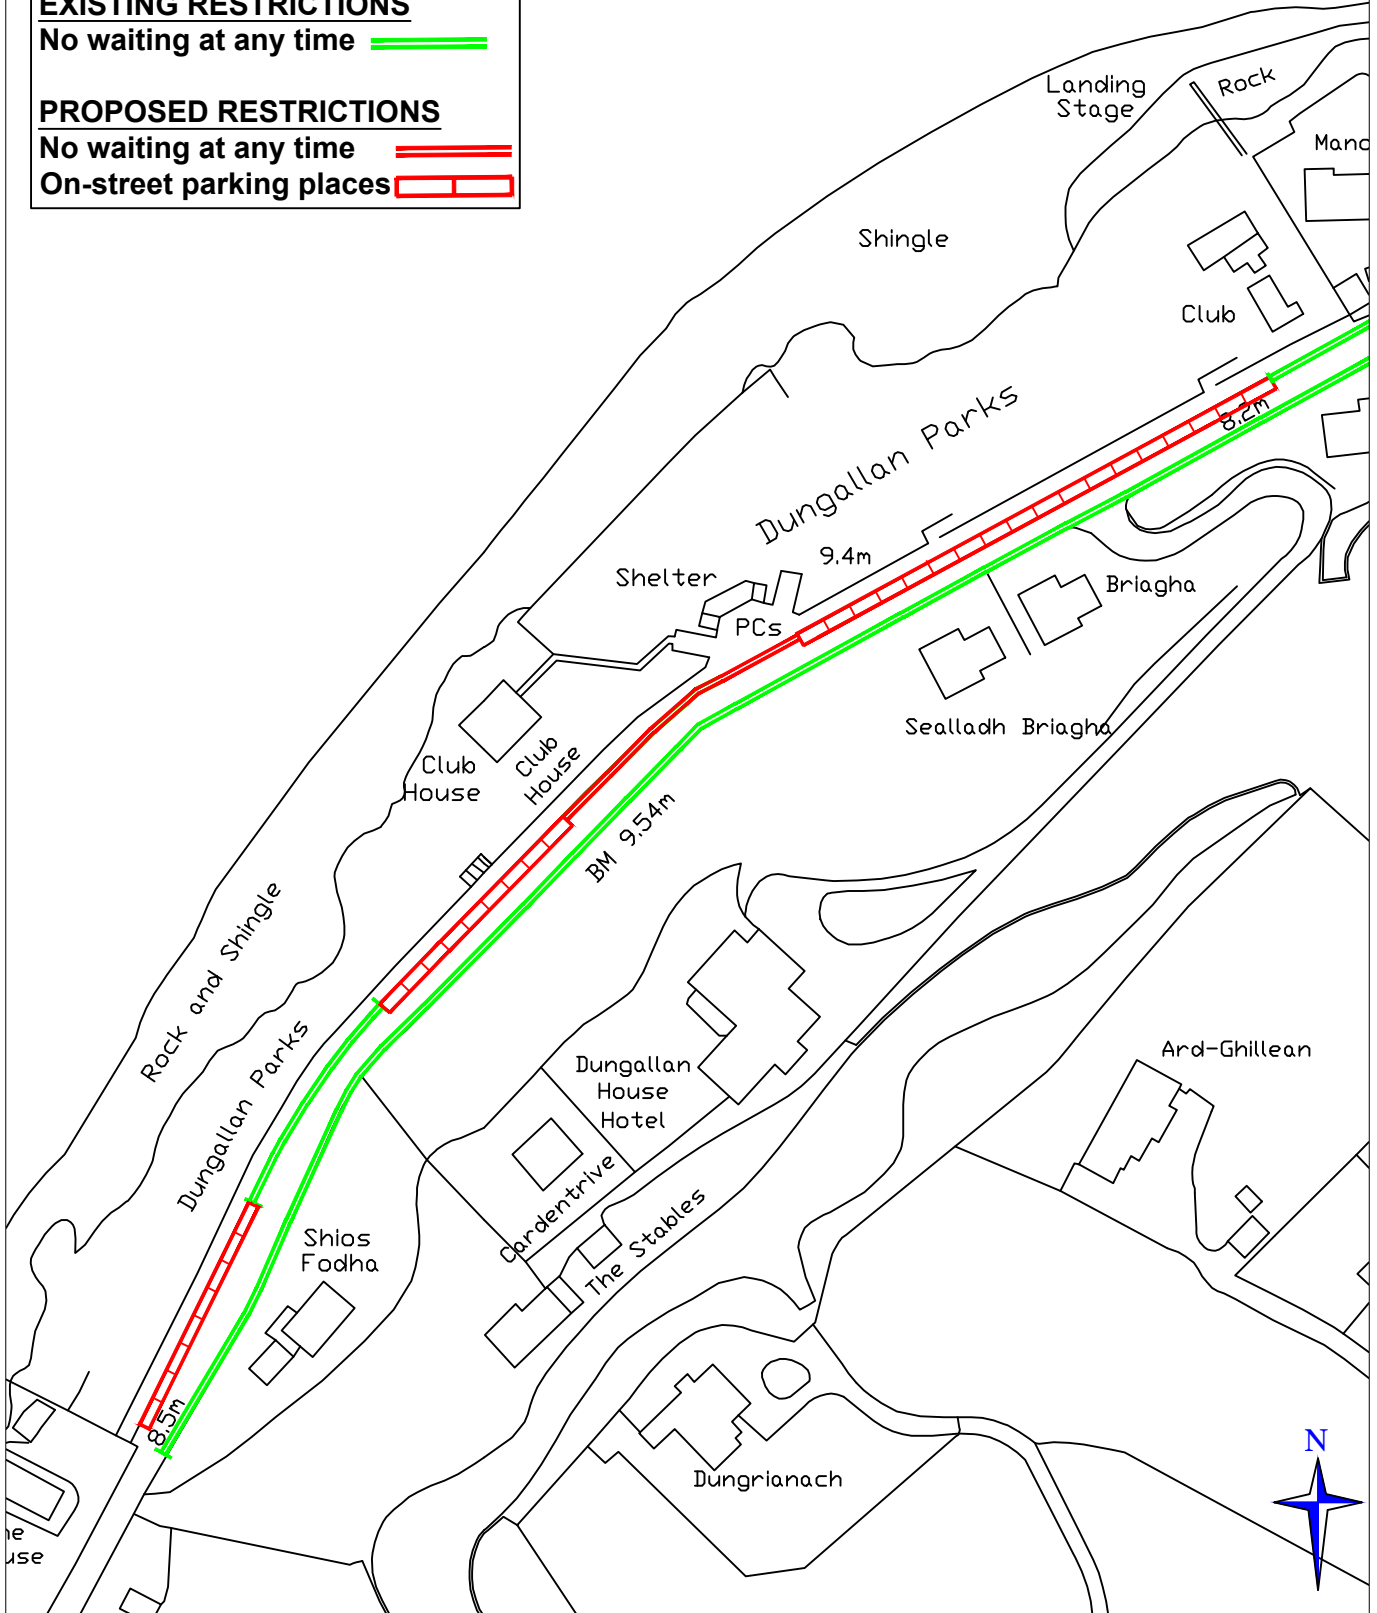 EXISTING RESTRICTIONS
No waiting at any time
PROPOSED RESTRICTIONS
No waiting at any time
On-street parking places
Landing
Stage
Rock
Manc
Shingle
Club
Dungallan Parks
8.2m
9.4m
Shelter
PCs
Briagha
Sealladh Briagha
Club
House
Club
House
BM 9.54m
Rock and Shingle
Dungallan Parks
Dungallan
House
Hotel
Ard-Ghillean
Cardentrive
The Stables
Shios
Fodha
8.5m
Dungrianach
N
ne
use